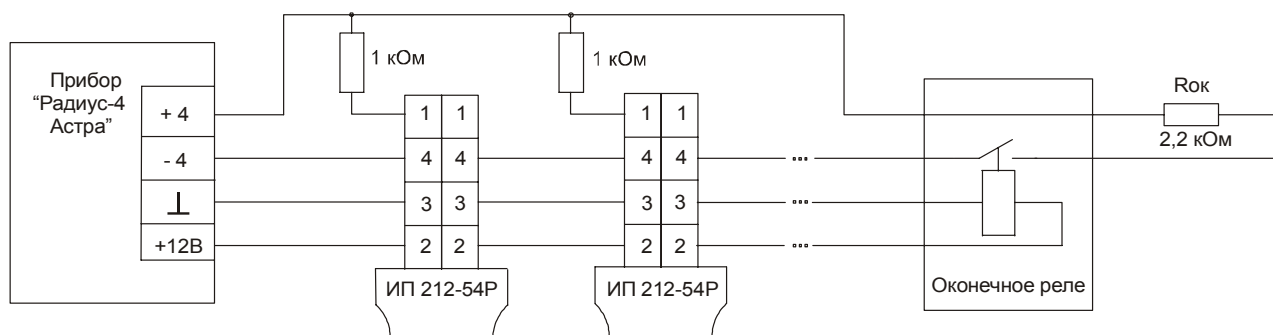 Прибор
“Радиус-4
Астра”
+ 4
- 4
⊥
+12В
1 кОм
1 1
4 4
3 3
2 2
ИП 212-54Р
1 кОм
1 1
4 4
3 3
2 2
ИП 212-54Р
Оконечное реле
Rок
2,2 кОм